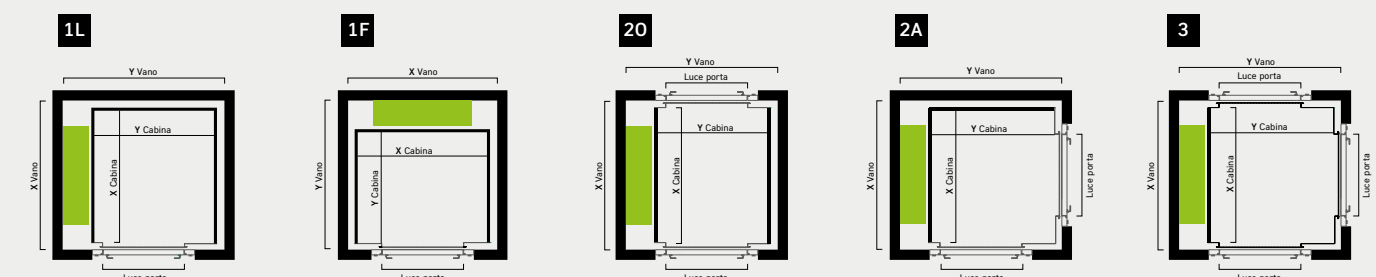 1L
Y Vano
X Vano
Y Cabina
X Cabina
Luce porta
1F
X Vano
Y Vano
X Cabina
Y Cabina
Luce porta
2O
Y Vano
Luce porta
X Vano
Y Cabina
X Cabina
Luce porta
2A
Y Vano
X Vano
Y Cabina
X Cabina
Luce porta
Luce porta
3
Y Vano
Luce porta
X Vano
Y Cabina
X Cabina
Luce porta
Luce porta